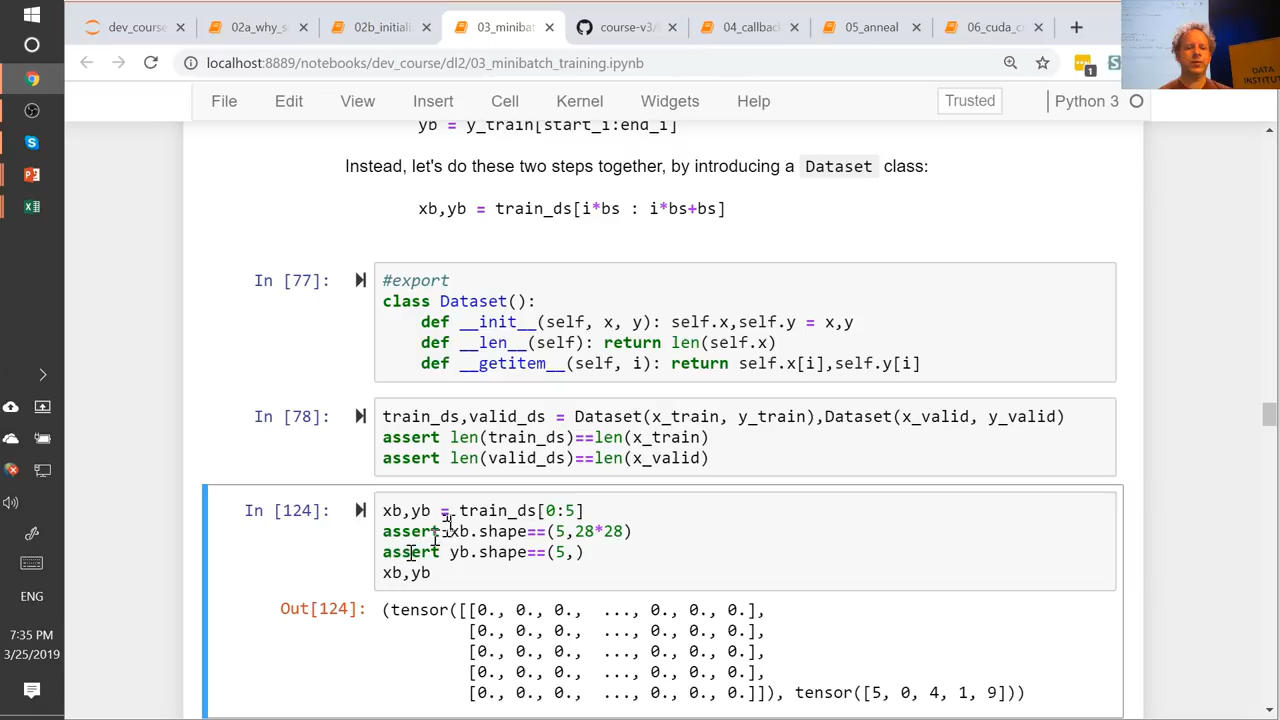 dev_course
02a_why_s
02b_initiali
03_minibat
course-v3/
04_callbac
05_anneal
06_cuda_c
localhost:8889/notebooks/dev_course/dl2/03_minibatch_training.ipynb
1
DATA
INSTITU
File Edit View Insert Cell Kernel Widgets Help Trusted Python 3
yb = y_train[start_i:end_i]
Instead, let's do these two steps together, by introducing a Dataset class:
xb,yb = train_ds[i*bs : i*bs+bs]
In [77]:
#export
class Dataset():
def __init__(self, x, y): self.x,self.y = x,y
def __len__(self): return len(self.x)
def __getitem__(self, i): return self.x[i],self.y[i]
In [78]:
train_ds,valid_ds = Dataset(x_train, y_train),Dataset(x_valid, y_valid)
assert len(train_ds)==len(x_train)
assert len(valid_ds)==len(x_valid)
In [124]:
xb,yb = train_ds[0:5]
assert xb.shape==(5,28*28)
assert yb.shape==(5,)
xb,yb
Out[124]:
(tensor([[0., 0., 0., ..., 0., 0., 0.],
[0., 0., 0., ..., 0., 0., 0.],
[0., 0., 0., ..., 0., 0., 0.],
[0., 0., 0., ..., 0., 0., 0.],
[0., 0., 0., ..., 0., 0., 0.]]), tensor([5, 0, 4, 1, 9]))
ENG
7:35 PM
3/25/2019